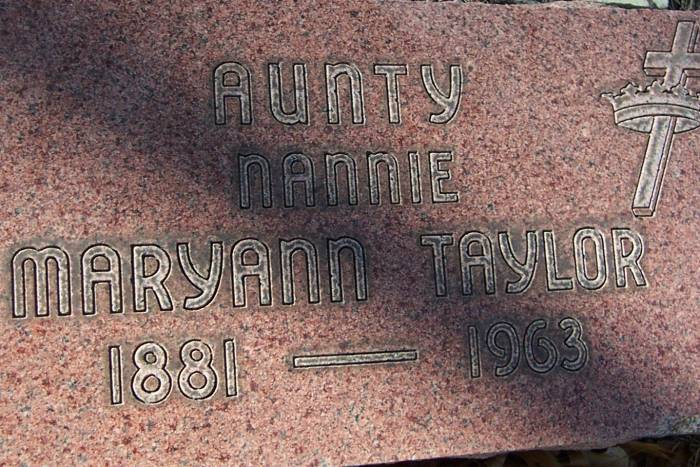 AUNTY
NANNIE
MARYANN TAYLOR
1881 — 1963